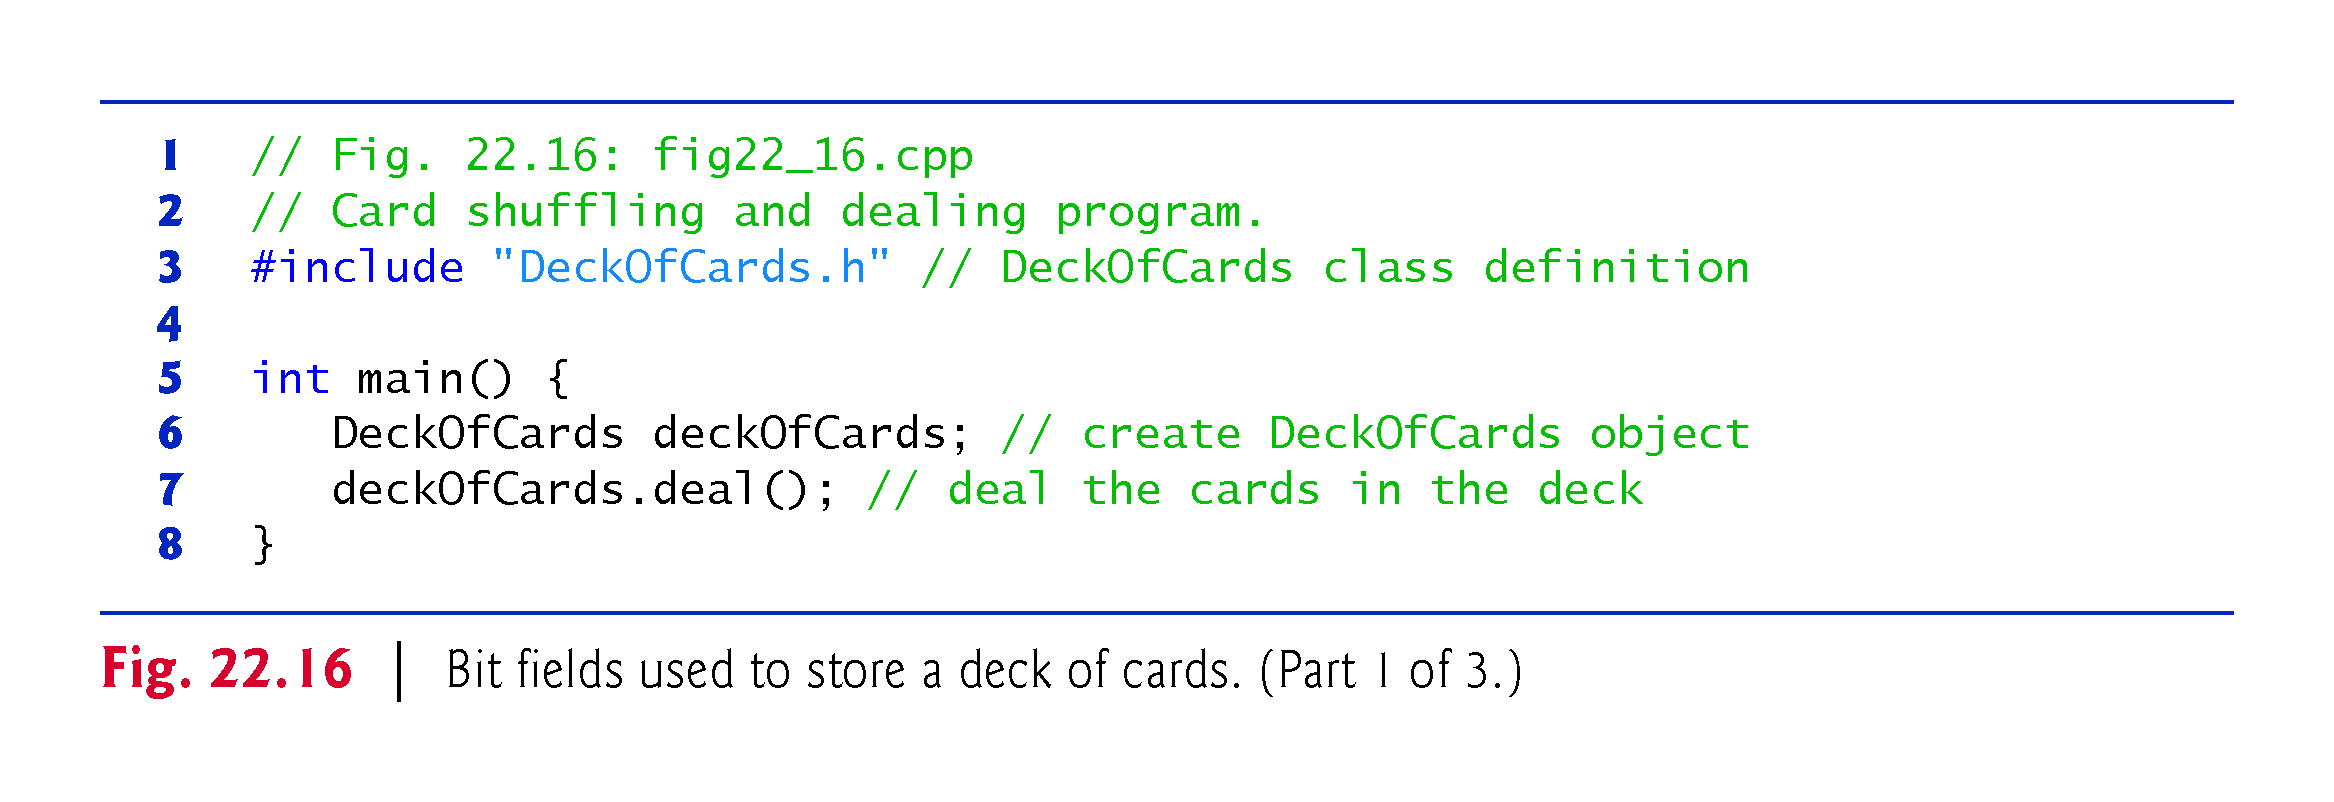 1 // Fig. 22.16: fig22_16.cpp
2 // Card shuffling and dealing program.
3 #include "DeckOfCards.h" // DeckOfCards class definition
4
5 int main() {
6    DeckOfCards deckOfCards; // create DeckOfCards object
7    deckOfCards.deal(); // deal the cards in the deck
8 }
Fig. 22.16 | Bit fields used to store a deck of cards. (Part 1 of 3.)